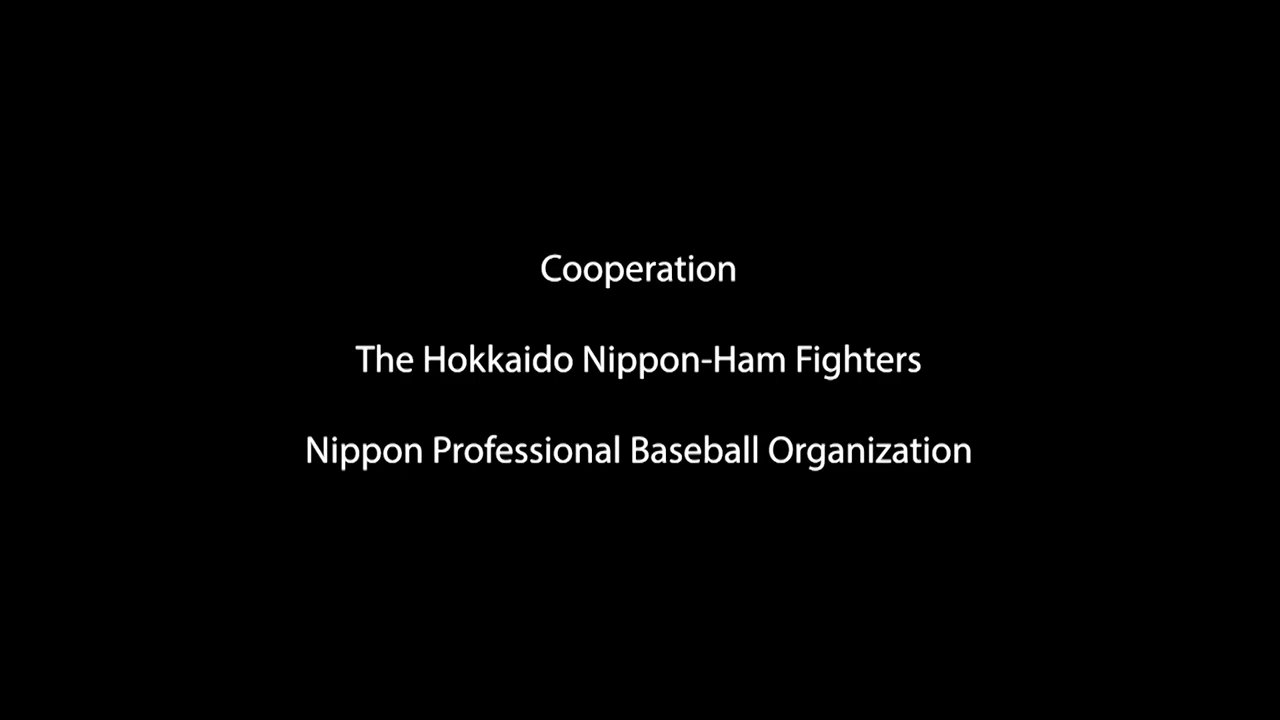 Cooperation
The Hokkaido Nippon-Ham Fighters
Nippon Professional Baseball Organization